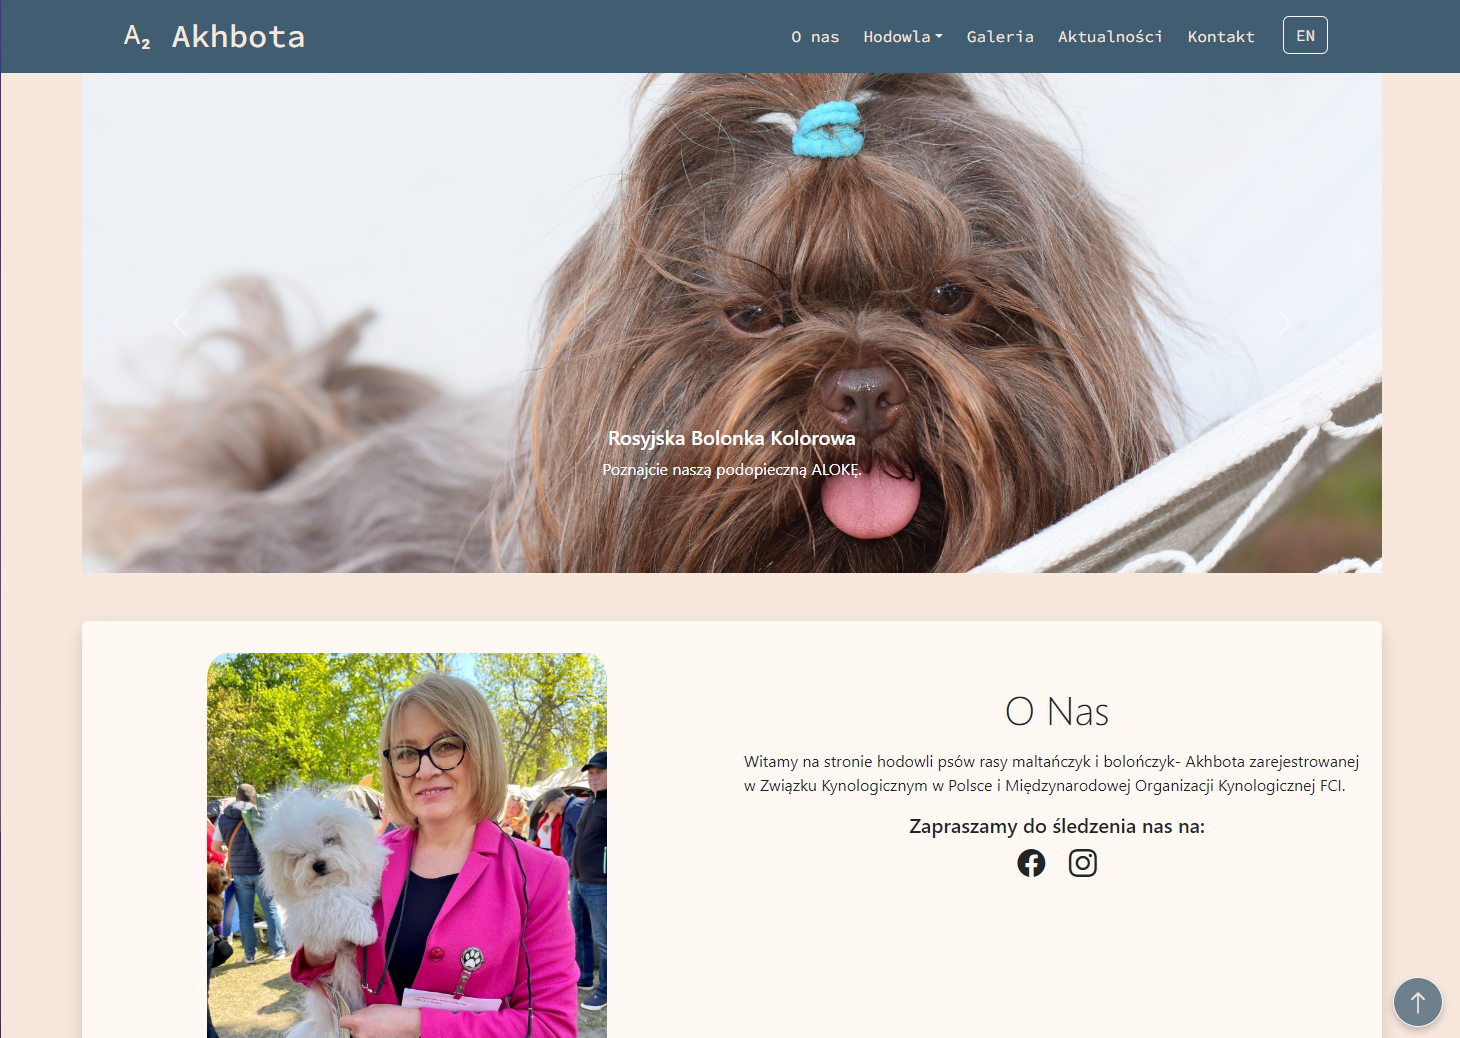 A₂ Akhbota
O nas Hodowla Galeria Aktualności Kontakt EN
Rosyjska Bolonka Kolorowa
Poznajcie naszą podopieczną ALOKĘ.
O Nas
Witamy na stronie hodowli psów rasy maltańczyk i bolończyk- Akhbota zarejestrowanej
w Związku Kynologicznym w Polsce i Międzynarodowej Organizacji Kynologicznej FCI.
Zapraszamy do śledzenia nas na: